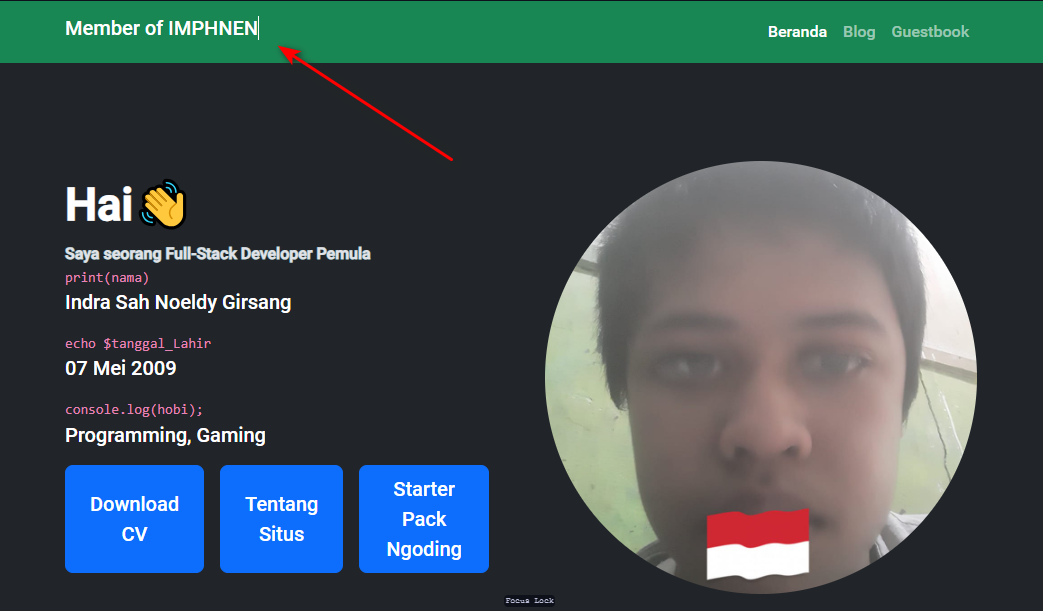 Member of IMPHNEN
Beranda Blog Guestbook
Hai
Saya seorang Full-Stack Developer Pemula
print(nama)
Indra Sah Noeldy Girsang
echo $tanggal_Lahir
07 Mei 2009
console.log(hobi);
Programming, Gaming
Download
CV
Tentang
Situs
Starter
Pack
Ngoding
Focus Lock